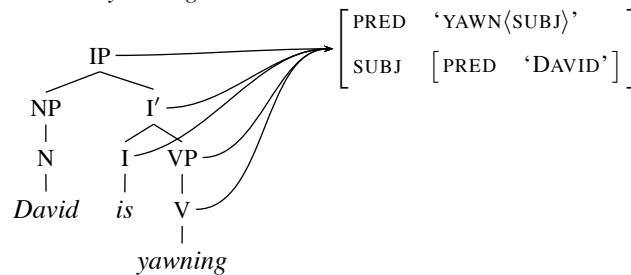 PRED ‘YAWN⟨SUBJ⟩’
IP
SUBJ [PRED ‘DAVID’]
NP I′
N I VP
David is V
yawning